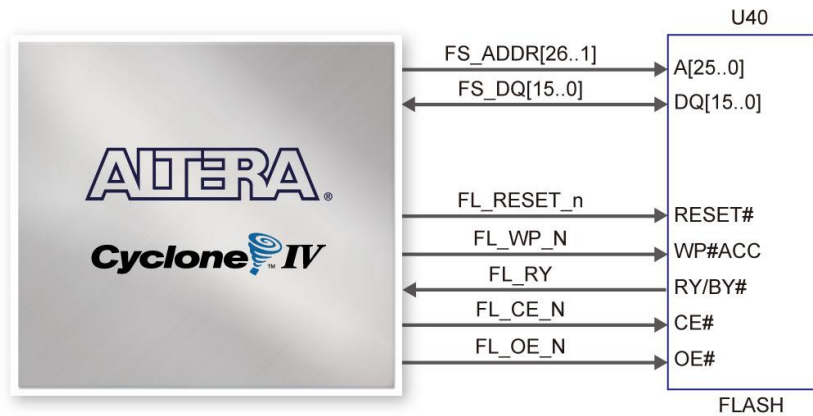 U40
FS_ADDR[26..1]
A[25..0]
FS_DQ[15..0]
DQ[15..0]
ALTERA®
Cyclone™ IV
FL_RESET_n
RESET#
FL_WP_N
WP#ACC
FL_RY
RY/BY#
FL_CE_N
CE#
FL_OE_N
OE#
FLASH